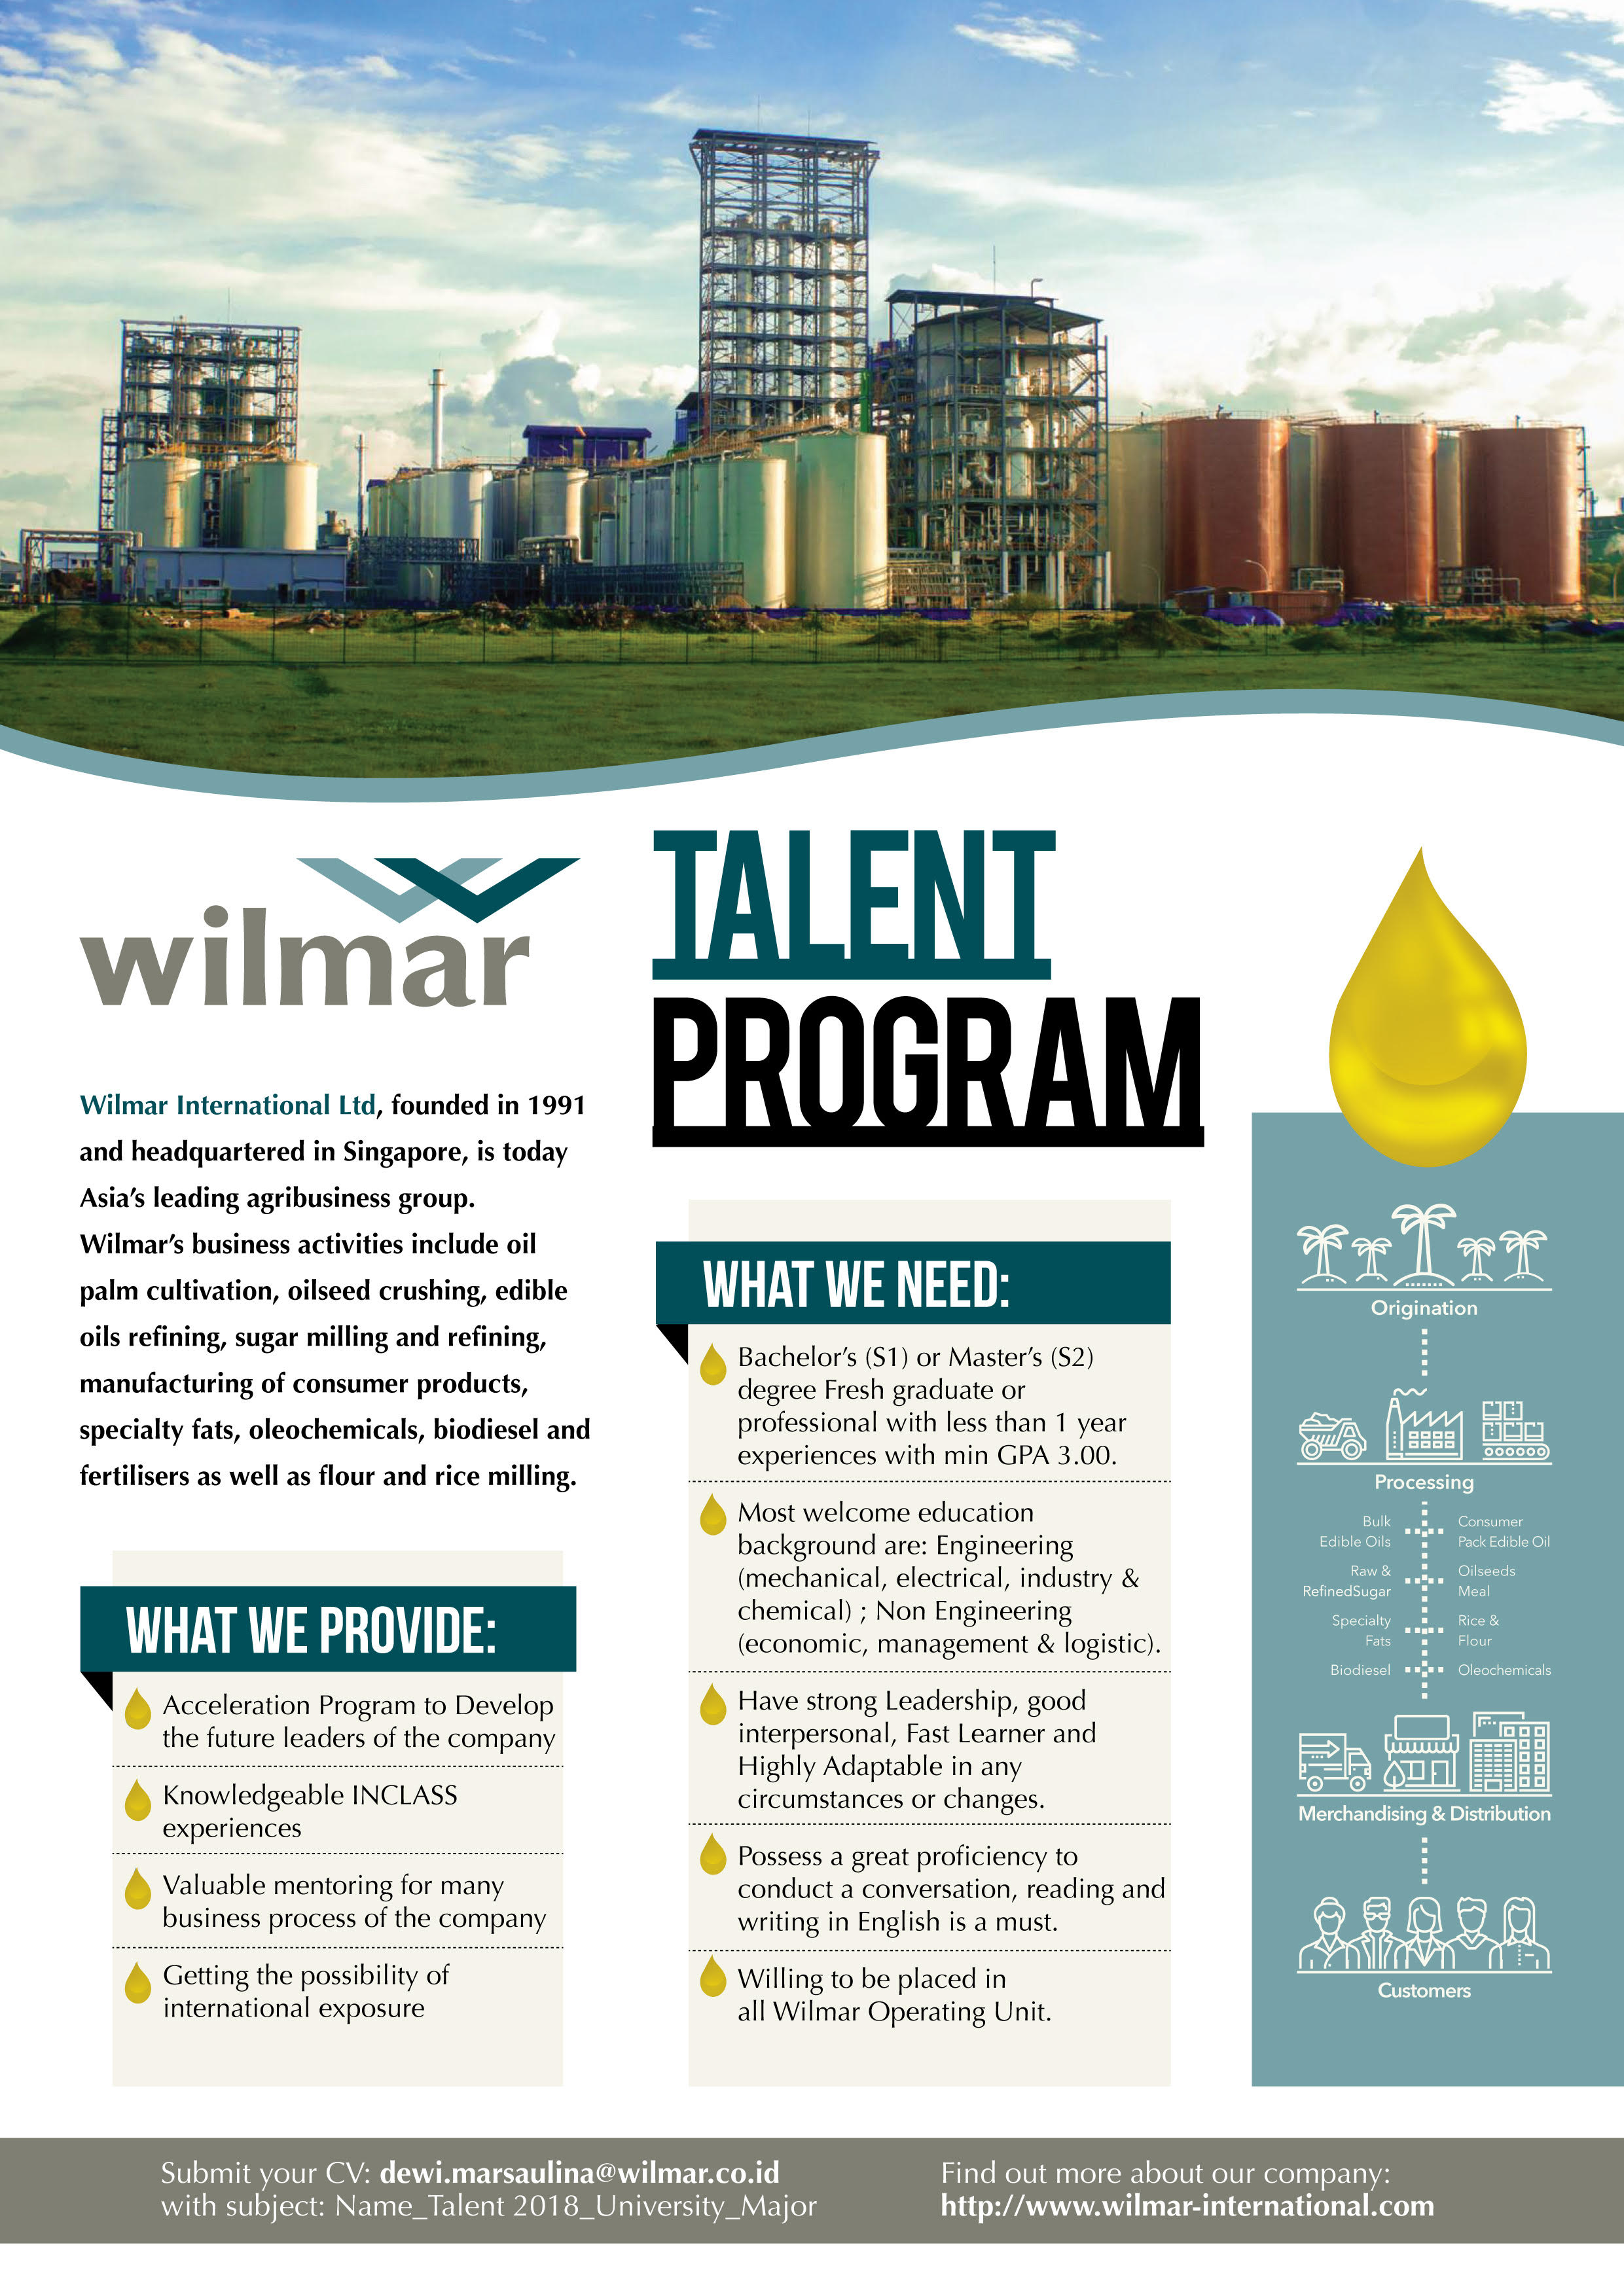 wilmar
TALENT
PROGRAM
Wilmar International Ltd, founded in 1991
and headquartered in Singapore, is today
Asia's leading agribusiness group.
Wilmar's business activities include oil
palm cultivation, oilseed crushing, edible
oils refining, sugar milling and refining,
manufacturing of consumer products,
specialty fats, oleochemicals, biodiesel and
fertilisers as well as flour and rice milling.
WHAT WE PROVIDE:
Acceleration Program to Develop
the future leaders of the company
Knowledgeable INCLASS
experiences
Valuable mentoring for many
business process of the company
Getting the possibility of
international exposure
WHAT WE NEED:
Bachelor's (S1) or Master's (S2)
degree Fresh graduate or
professional with less than 1 year
experiences with min GPA 3.00.
Most welcome education
background are: Engineering
(mechanical, electrical, industry &
chemical) ; Non Engineering
(economic, management & logistic).
Have strong Leadership, good
interpersonal, Fast Learner and
Highly Adaptable in any
circumstances or changes.
Possess a great proficiency to
conduct a conversation, reading and
writing in English is a must.
Willing to be placed in
all Wilmar Operating Unit.
Origination
Processing
Bulk
Edible Oils
Consumer
Pack Edible Oil
Raw &
RefinedSugar
Oilseeds
Meal
Specialty
Fats
Rice &
Flour
Biodiesel
Oleochemicals
Merchandising & Distribution
Customers
Submit your CV: dewi.marsaulina@wilmar.co.id
with subject: Name_Talent 2018_University_Major
Find out more about our company:
http://www.wilmar-international.com